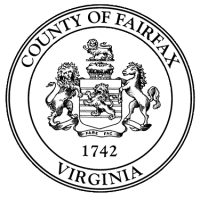 COUNTY OF FAIRFAX
FARE FAC
1742
VIRGINIA